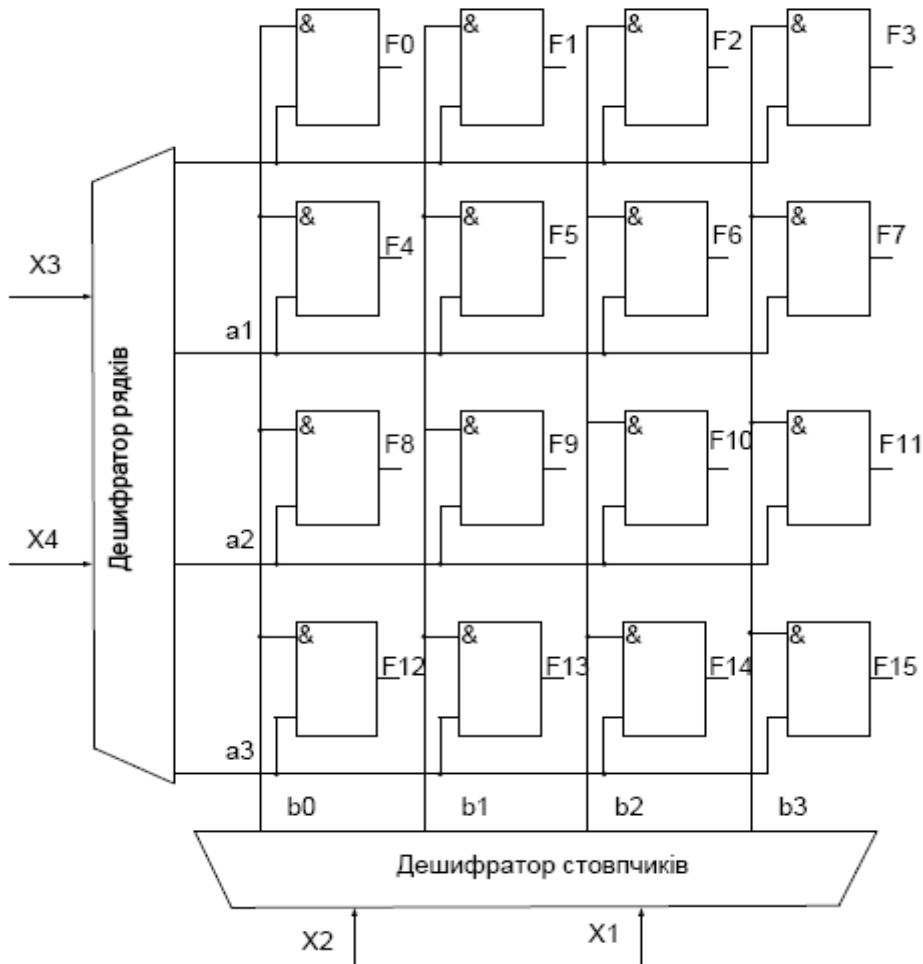 & & & &
F0 F1 F2 F3
& & & &
F4 F5 F6 F7
X3
a1
Дешифратор рядків
& & & &
F8 F9 F10 F11
X4
a2
& & & &
F12 F13 F14 F15
a3
b0 b1 b2 b3
Дешифратор стовпчиків
X2 X1